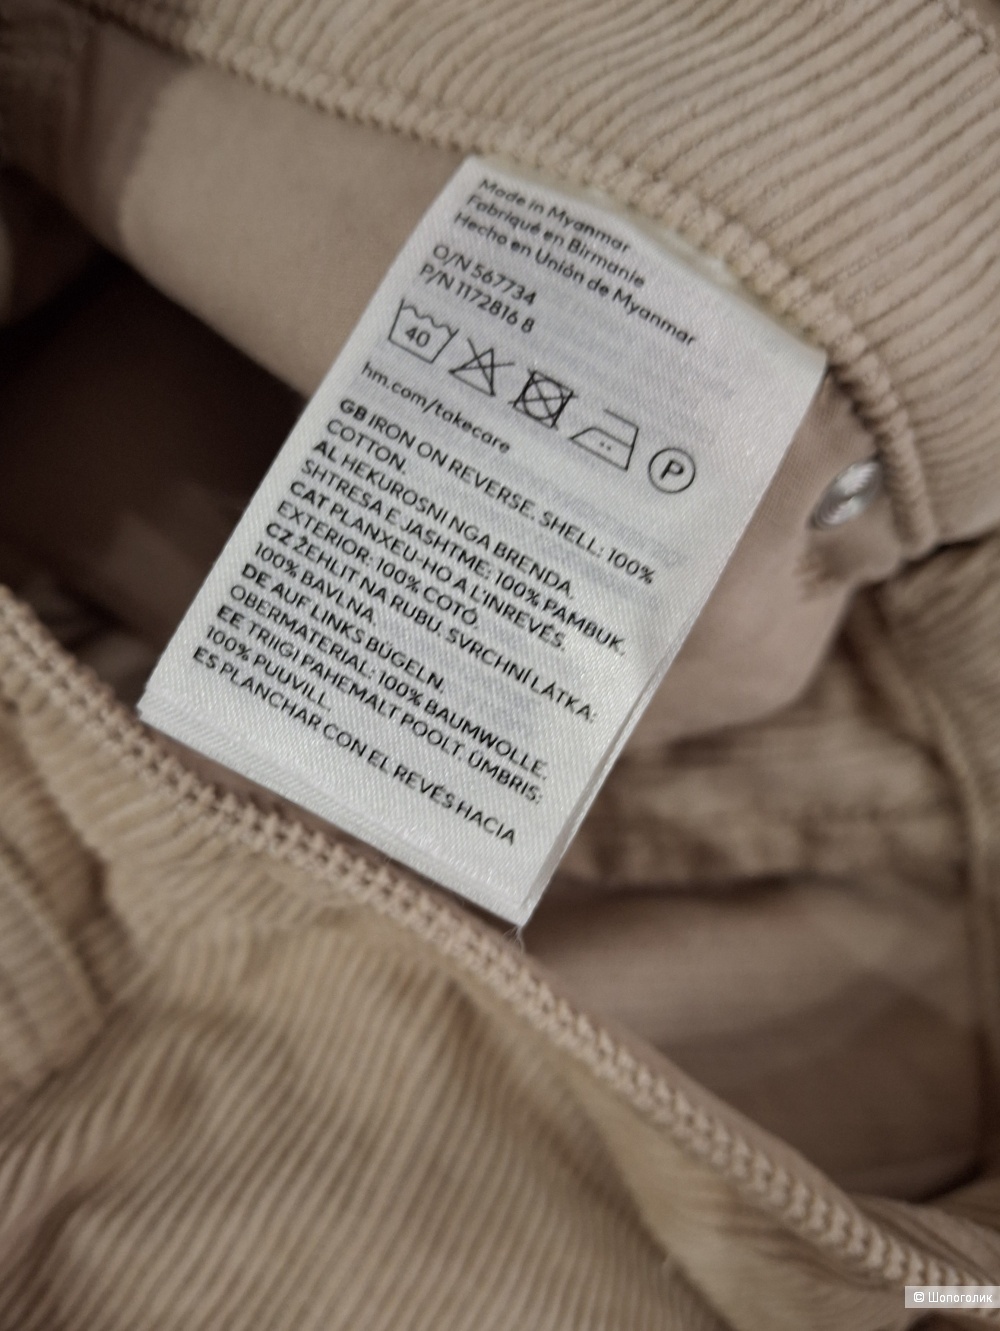 Made in Myanmar
Fabriqué en Birmanie
Hecho en Unión de Myanmar
O/N 567734
P/N 1172816 8
40
P
hm.com/takecare
GB IRON ON REVERSE. SHELL: 100%
COTTON.
AL HEKUROSNI NGA BRENDA.
SHTRESA E JASHTME: 100% PAMBUK.
CAT PLANXEU-HO A L'INREVÉS.
EXTERIOR: 100% COTÓ.
CZ ŽEHLIT NA RUBU. SVRCHNÍ LÁTKA:
100% BAVLNA.
DE AUF LINKS BÜGELN.
OBERMATERIAL: 100% BAUMWOLLE.
EE TRIIGI PAHEMALT POOLT. ÜMBRIS:
100% PUUVILL.
ES PLANCHAR CON EL REVÉS HACIA
© Шопоголик